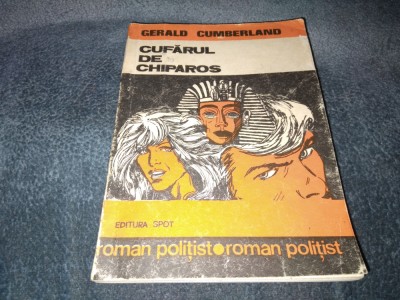 GERALD CUMBERLAND
CUFĂRUL
DE
CHIPAROS
EDITURA SPOT
roman polițist•roman polițist